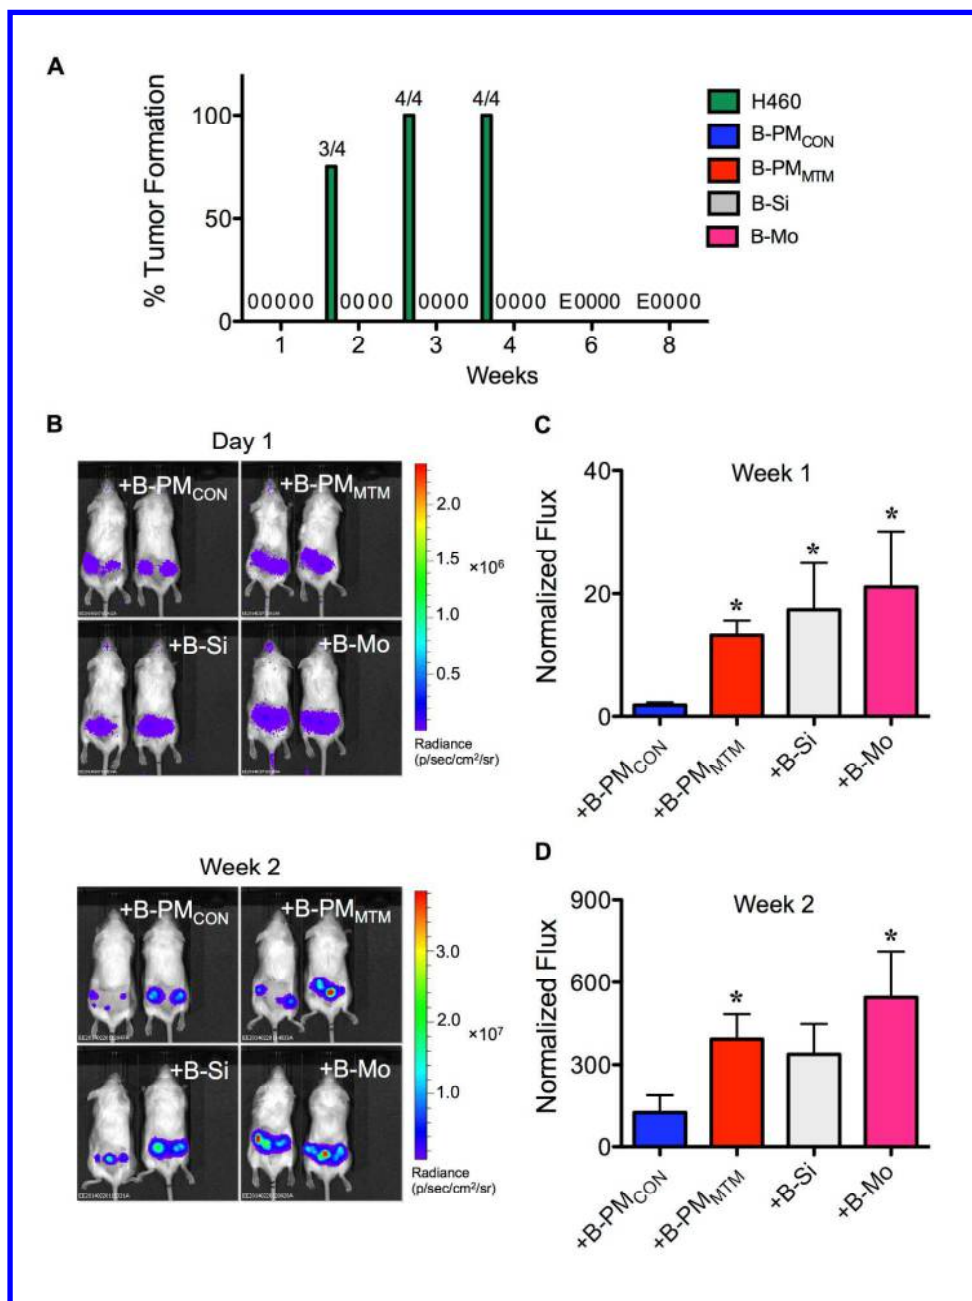 A
% Tumor Formation
100
50
0
3/4
4/4
4/4
00000
0000
0000
0000
E0000
E0000
1
2
3
4
6
8
Weeks
H460
B-PMCON
B-PMMTM
B-Si
B-Mo
B
Day 1
+B-PMCON
+B-PMMTM
+B-Si
+B-Mo
2.0
1.5
×10⁶
1.0
0.5
Radiance
(p/sec/cm²/sr)
Week 2
+B-PMCON
+B-PMMTM
+B-Si
+B-Mo
3.0
2.0
×10⁷
1.0
Radiance
(p/sec/cm²/sr)
C
Week 1
Normalized Flux
40
20
0
*
*
*
+B-PMCON
+B-PMMTM
+B-Si
+B-Mo
D
Week 2
Normalized Flux
900
600
300
0
*
*
+B-PMCON
+B-PMMTM
+B-Si
+B-Mo